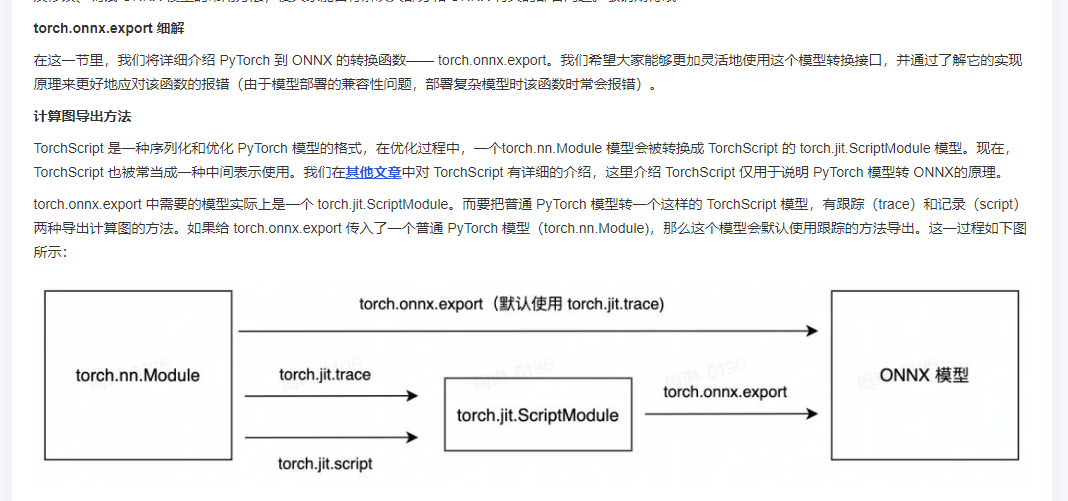 torch.onnx.export 细解
在这一节里，我们将详细介绍 PyTorch 到 ONNX 的转换函数—— torch.onnx.export。我们希望大家能够更加灵活地使用这个模型转换接口，并通过了解它的实现
原理来更好地应对该函数的报错（由于模型部署的兼容性问题，部署复杂模型时该函数时常会报错）。
计算图导出方法
TorchScript 是一种序列化和优化 PyTorch 模型的格式，在优化过程中，一个torch.nn.Module 模型会被转换成 TorchScript 的 torch.jit.ScriptModule 模型。现在，
TorchScript 也被常当成一种中间表示使用。我们在其他文章中对 TorchScript 有详细的介绍，这里介绍 TorchScript 仅用于说明 PyTorch 模型转 ONNX的原理。
torch.onnx.export 中需要的模型实际上是一个 torch.jit.ScriptModule。而要把普通 PyTorch 模型转一个这样的 TorchScript 模型，有跟踪（trace）和记录（script）
两种导出计算图的方法。如果给 torch.onnx.export 传入了一个普通 PyTorch 模型（torch.nn.Module)，那么这个模型会默认使用跟踪的方法导出。这一过程如下图
所示：
torch.onnx.export（默认使用 torch.jit.trace)
torch.nn.Module
torch.jit.trace
torch.jit.script
torch.jit.ScriptModule
torch.onnx.export
ONNX 模型